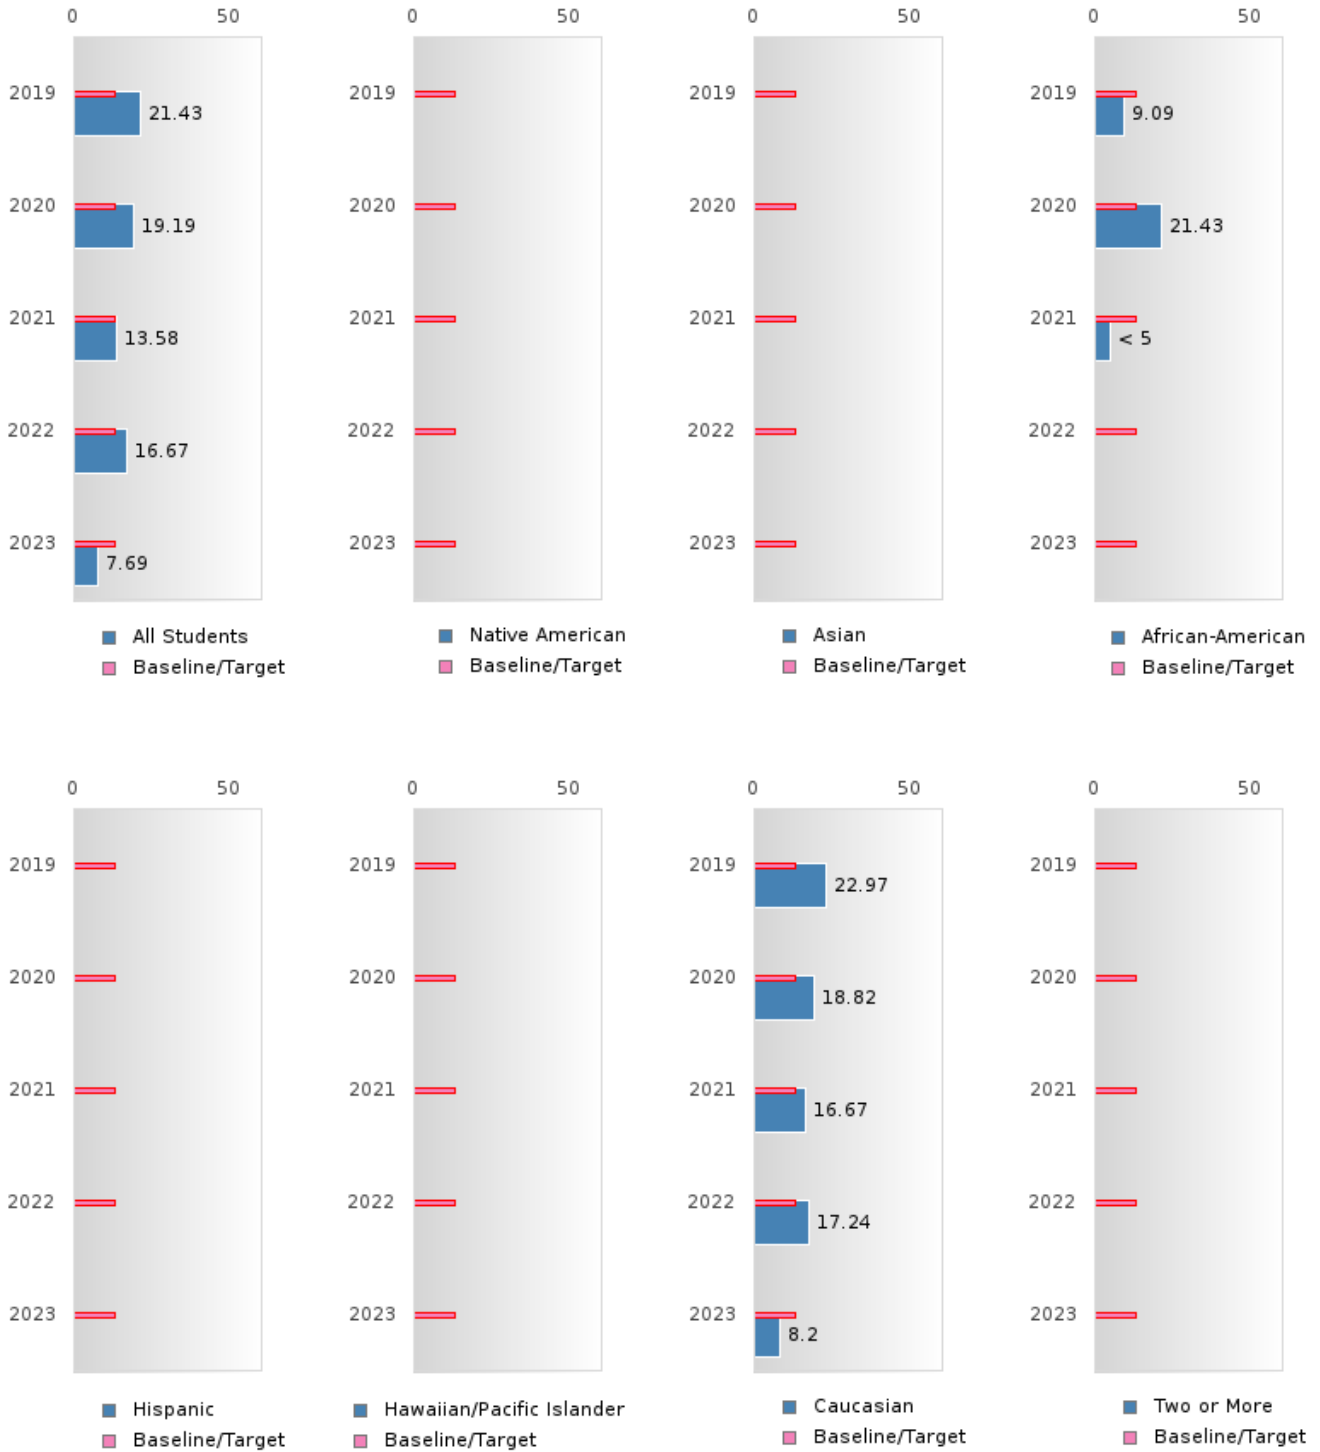 0 50 0 50 0 50 0 50
2019 21.43 2019 2019 2019 9.09
2020 19.19 2020 2020 2020 21.43
2021 13.58 2021 2021 2021 < 5
2022 16.67 2022 2022 2022
2023 7.69 2023 2023 2023
All Students Native American Asian African-American
Baseline/Target Baseline/Target Baseline/Target Baseline/Target
0 50 0 50 0 50 0 50
2019 2019 2019 22.97 2019
2020 2020 2020 18.82 2020
2021 2021 2021 16.67 2021
2022 2022 2022 17.24 2022
2023 2023 2023 8.2 2023
Hispanic Hawaiian/Pacific Islander Caucasian Two or More
Baseline/Target Baseline/Target Baseline/Target Baseline/Target